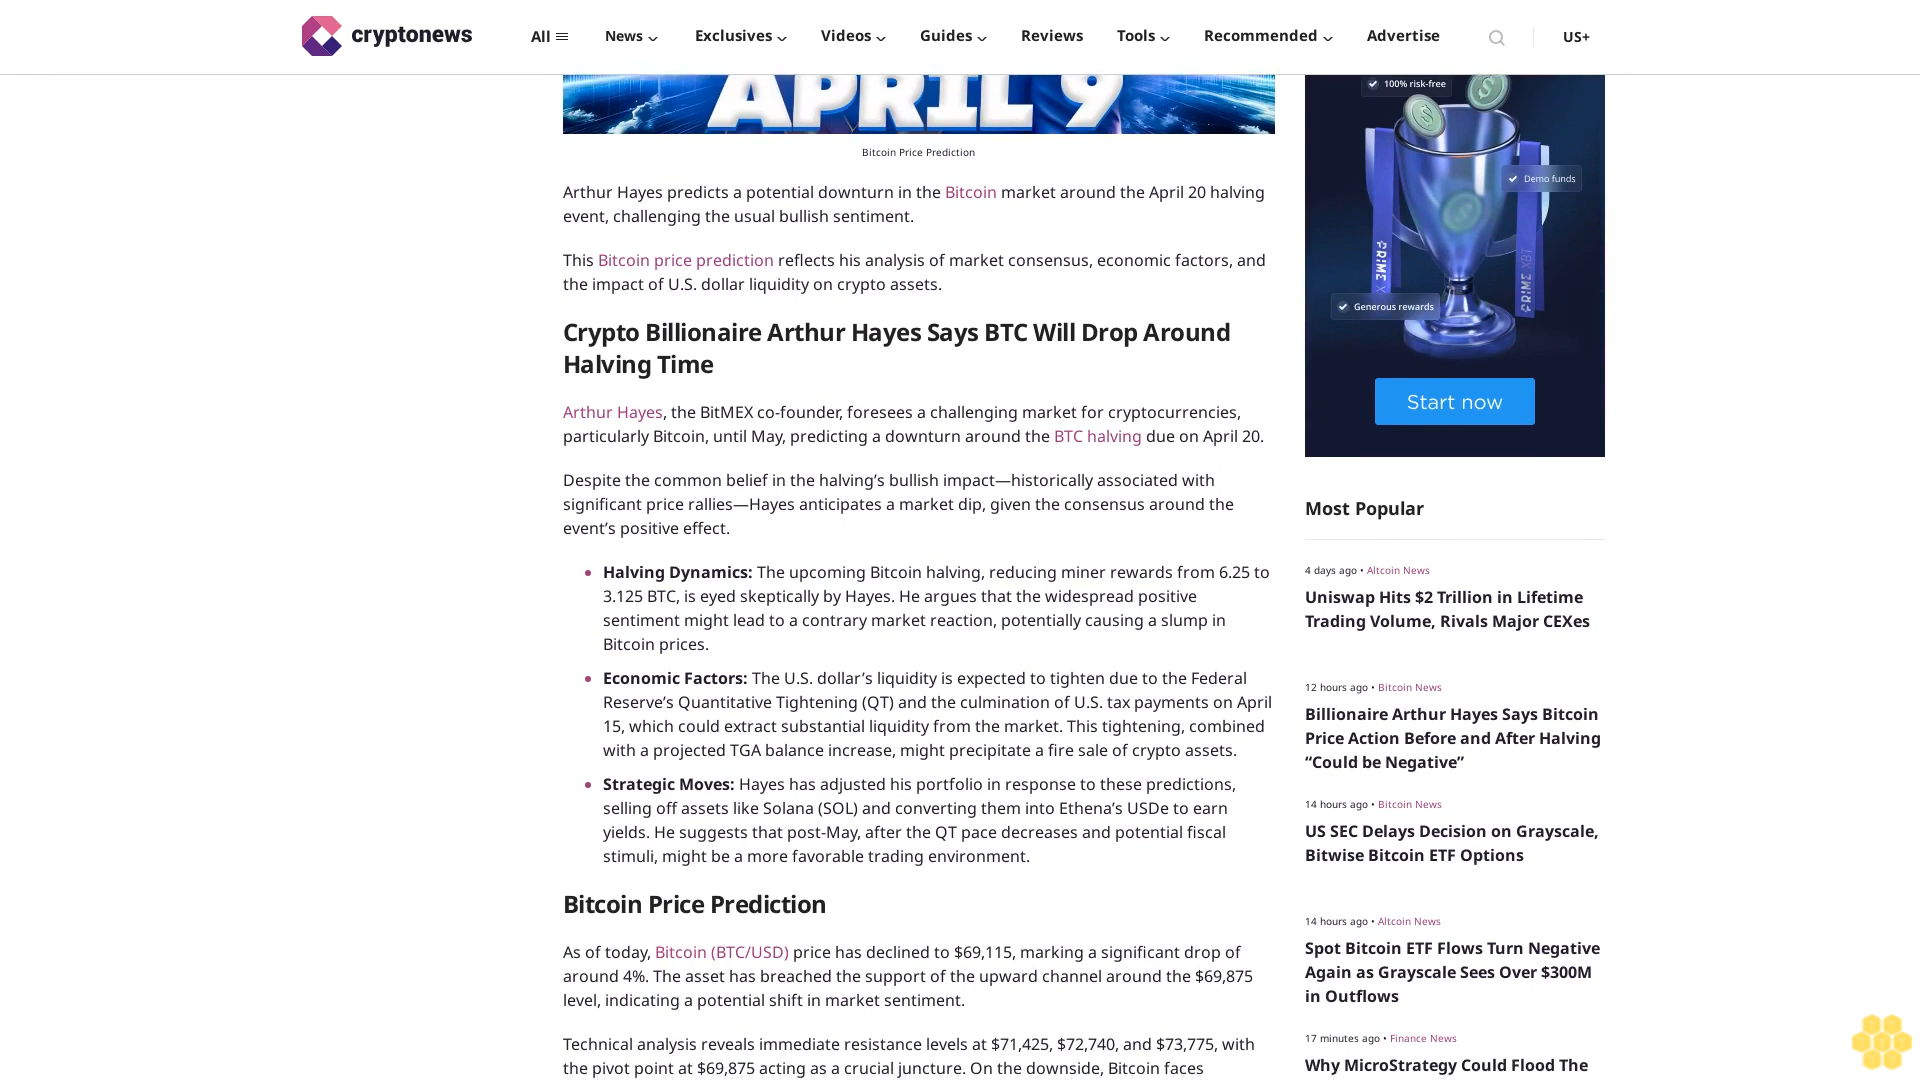 cryptonews
All
News
Exclusives
Videos
Guides
Reviews
Tools
Recommended
Advertise
US+
APRIL 9
Bitcoin Price Prediction
Arthur Hayes predicts a potential downturn in the Bitcoin market around the April 20 halving
event, challenging the usual bullish sentiment.
This Bitcoin price prediction reflects his analysis of market consensus, economic factors, and
the impact of U.S. dollar liquidity on crypto assets.
Crypto Billionaire Arthur Hayes Says BTC Will Drop Around
Halving Time
Arthur Hayes, the BitMEX co-founder, foresees a challenging market for cryptocurrencies,
particularly Bitcoin, until May, predicting a downturn around the BTC halving due on April 20.
Despite the common belief in the halving’s bullish impact—historically associated with
significant price rallies—Hayes anticipates a market dip, given the consensus around the
event’s positive effect.
Halving Dynamics: The upcoming Bitcoin halving, reducing miner rewards from 6.25 to
3.125 BTC, is eyed skeptically by Hayes. He argues that the widespread positive
sentiment might lead to a contrary market reaction, potentially causing a slump in
Bitcoin prices.
Economic Factors: The U.S. dollar’s liquidity is expected to tighten due to the Federal
Reserve’s Quantitative Tightening (QT) and the culmination of U.S. tax payments on April
15, which could extract substantial liquidity from the market. This tightening, combined
with a projected TGA balance increase, might precipitate a fire sale of crypto assets.
Strategic Moves: Hayes has adjusted his portfolio in response to these predictions,
selling off assets like Solana (SOL) and converting them into Ethena’s USDe to earn
yields. He suggests that post-May, after the QT pace decreases and potential fiscal
stimuli, might be a more favorable trading environment.
Bitcoin Price Prediction
As of today, Bitcoin (BTC/USD) price has declined to $69,115, marking a significant drop of
around 4%. The asset has breached the support of the upward channel around the $69,875
level, indicating a potential shift in market sentiment.
Technical analysis reveals immediate resistance levels at $71,425, $72,740, and $73,775, with
the pivot point at $69,875 acting as a crucial juncture. On the downside, Bitcoin faces
100% risk-free
Demo funds
PRIME X
PRIME XBT
Generous rewards
Start now
Most Popular
4 days ago • Altcoin News
Uniswap Hits $2 Trillion in Lifetime
Trading Volume, Rivals Major CEXes
12 hours ago • Bitcoin News
Billionaire Arthur Hayes Says Bitcoin
Price Action Before and After Halving
“Could be Negative”
14 hours ago • Bitcoin News
US SEC Delays Decision on Grayscale,
Bitwise Bitcoin ETF Options
14 hours ago • Altcoin News
Spot Bitcoin ETF Flows Turn Negative
Again as Grayscale Sees Over $300M
in Outflows
17 minutes ago • Finance News
Why MicroStrategy Could Flood The